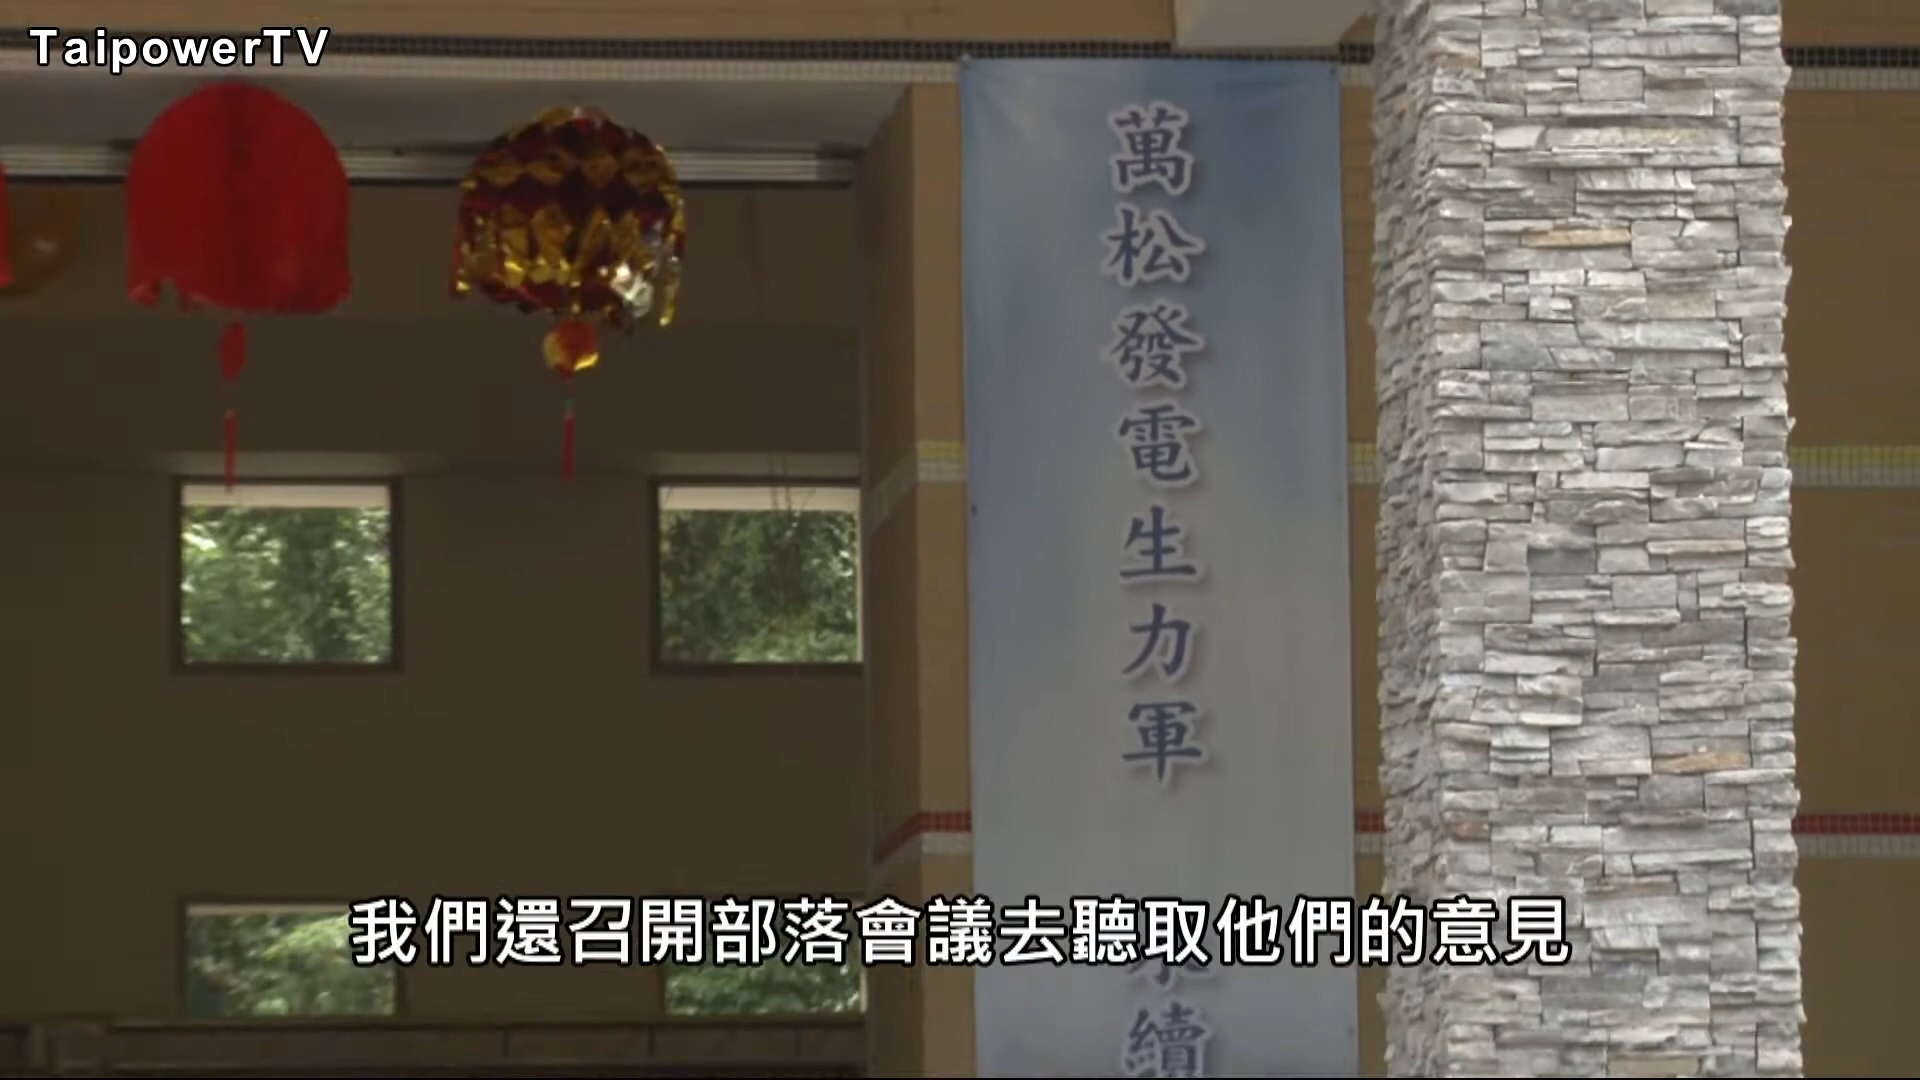 TaipowerTV
萬松發電生力軍
續
我們還召開部落會議去聽取他們的意見